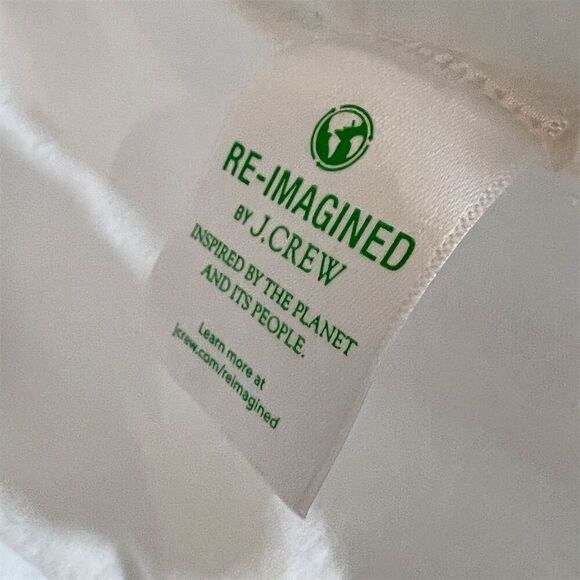 RE-IMAGINED
BY J.CREW
INSPIRED BY THE PLANET
AND ITS PEOPLE.
Learn more at
jcrew.com/reimagined